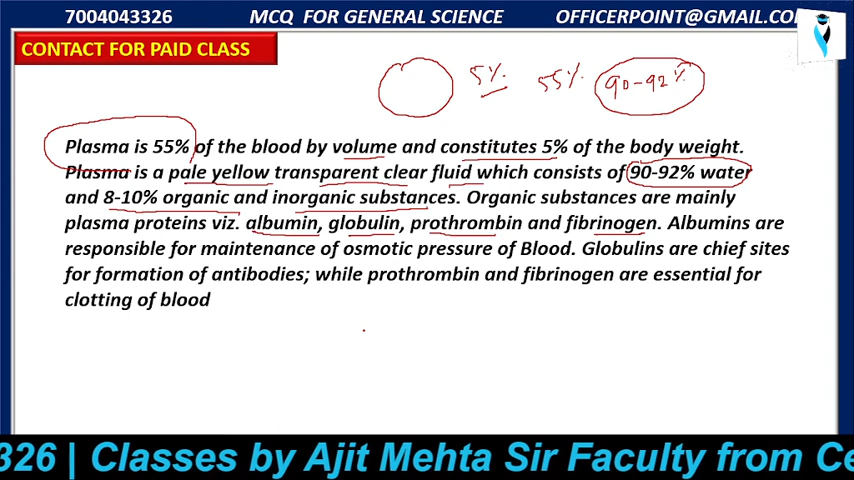 7004043326 MCQ FOR GENERAL SCIENCE OFFICERPOINT@GMAIL.CO
CONTACT FOR PAID CLASS
5% 55% 90-92%
Plasma is 55% of the blood by volume and constitutes 5% of the body weight.
Plasma is a pale yellow transparent clear fluid which consists of 90-92% water
and 8-10% organic and inorganic substances. Organic substances are mainly
plasma proteins viz. albumin, globulin, prothrombin and fibrinogen. Albumins are
responsible for maintenance of osmotic pressure of Blood. Globulins are chief sites
for formation of antibodies; while prothrombin and fibrinogen are essential for
clotting of blood
326 | Classes by Ajit Mehta Sir Faculty from Ce